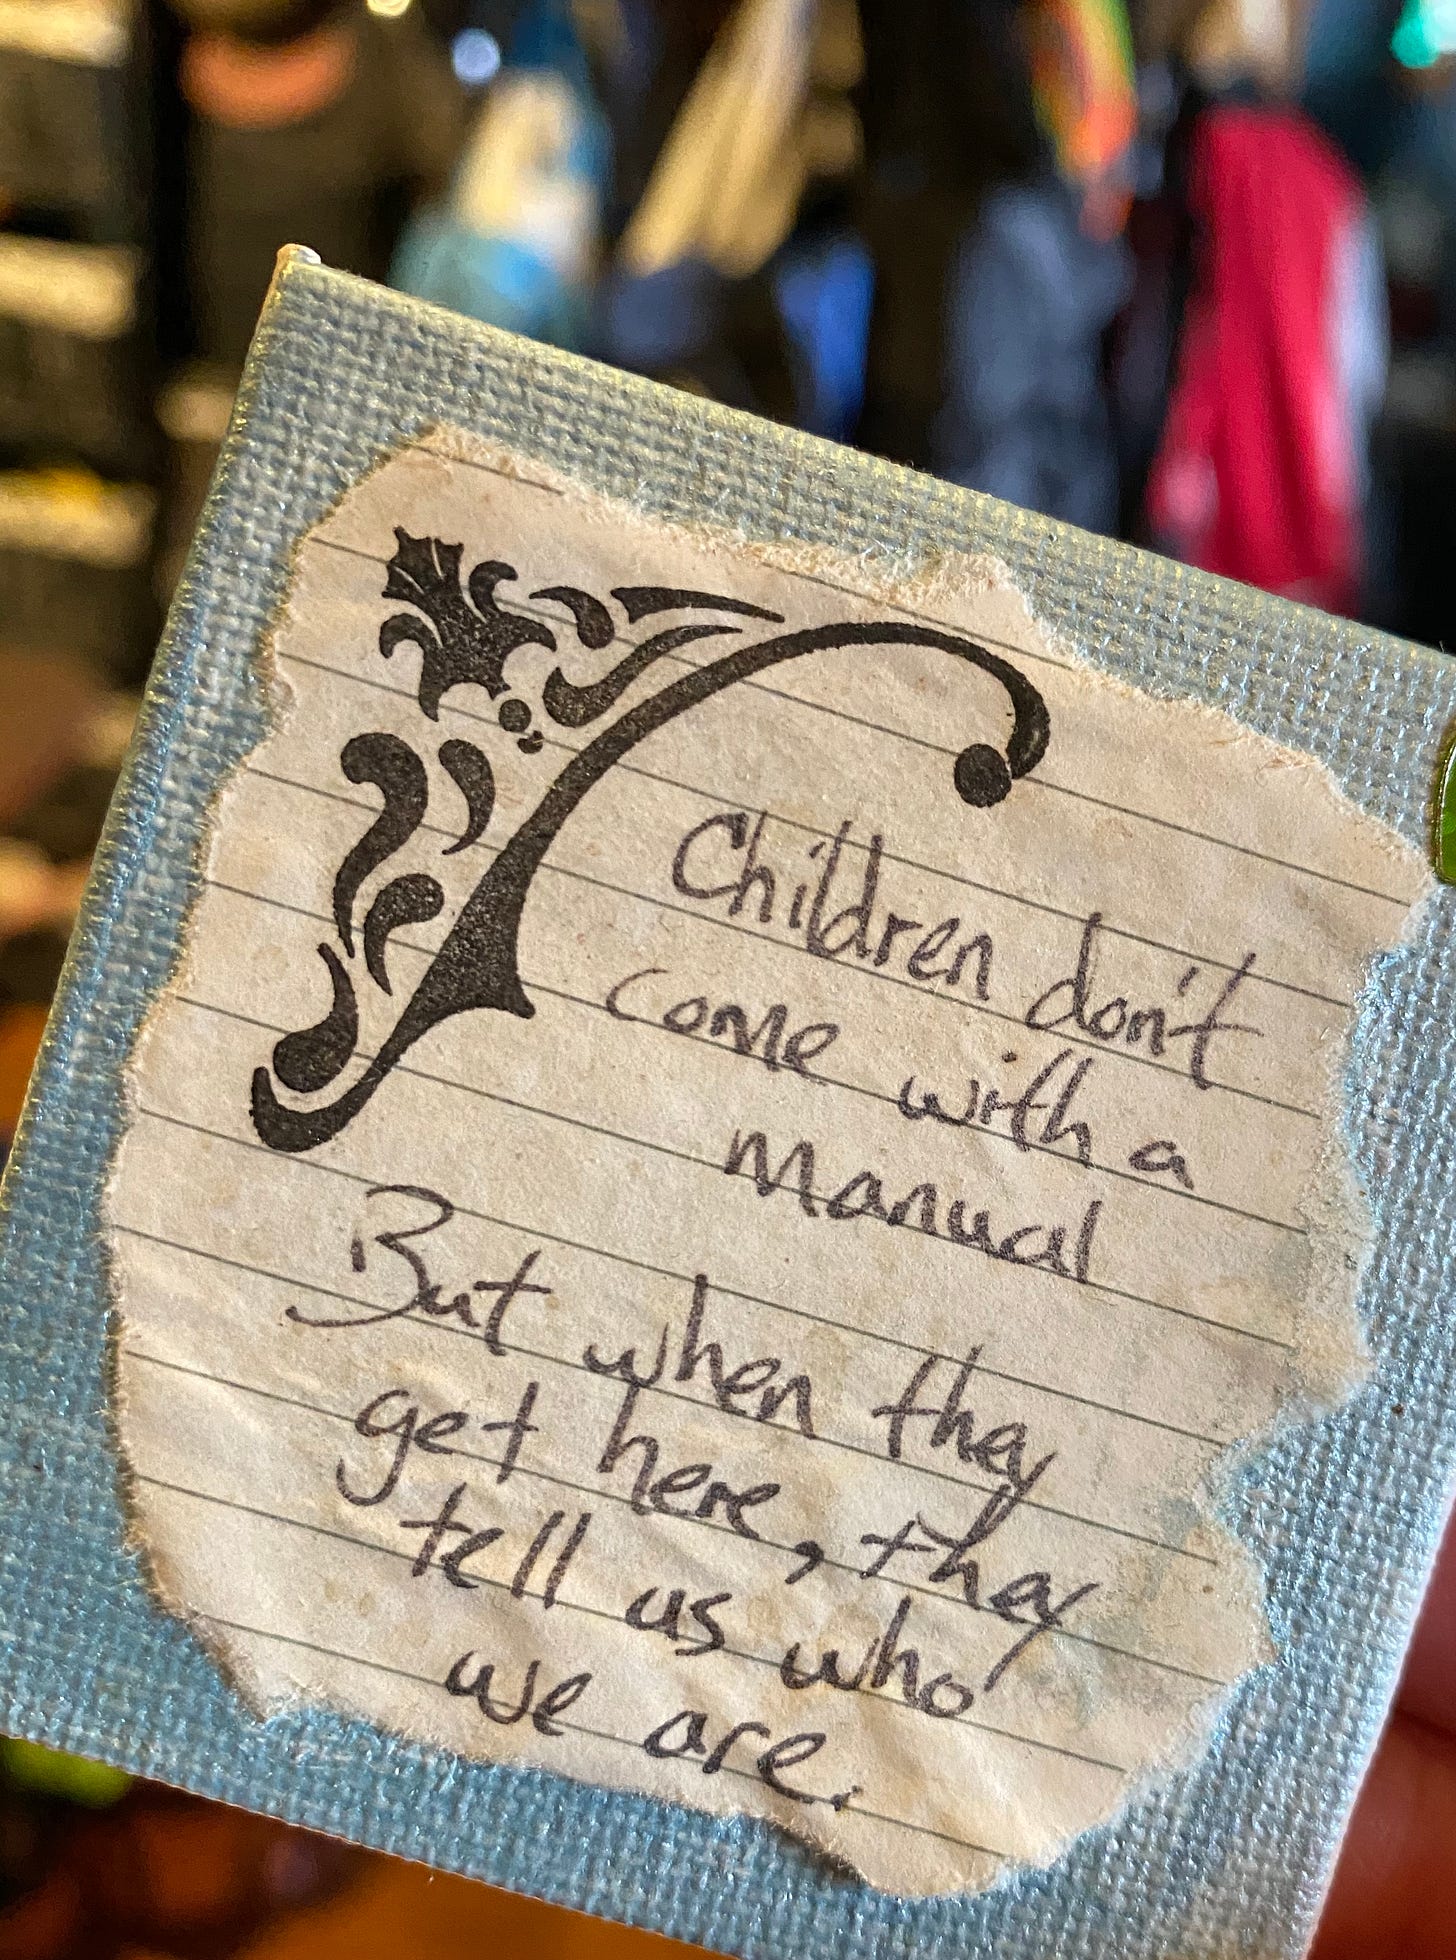 Children don't
come with a
manual
But when they
get here, they
tell us who
we are.